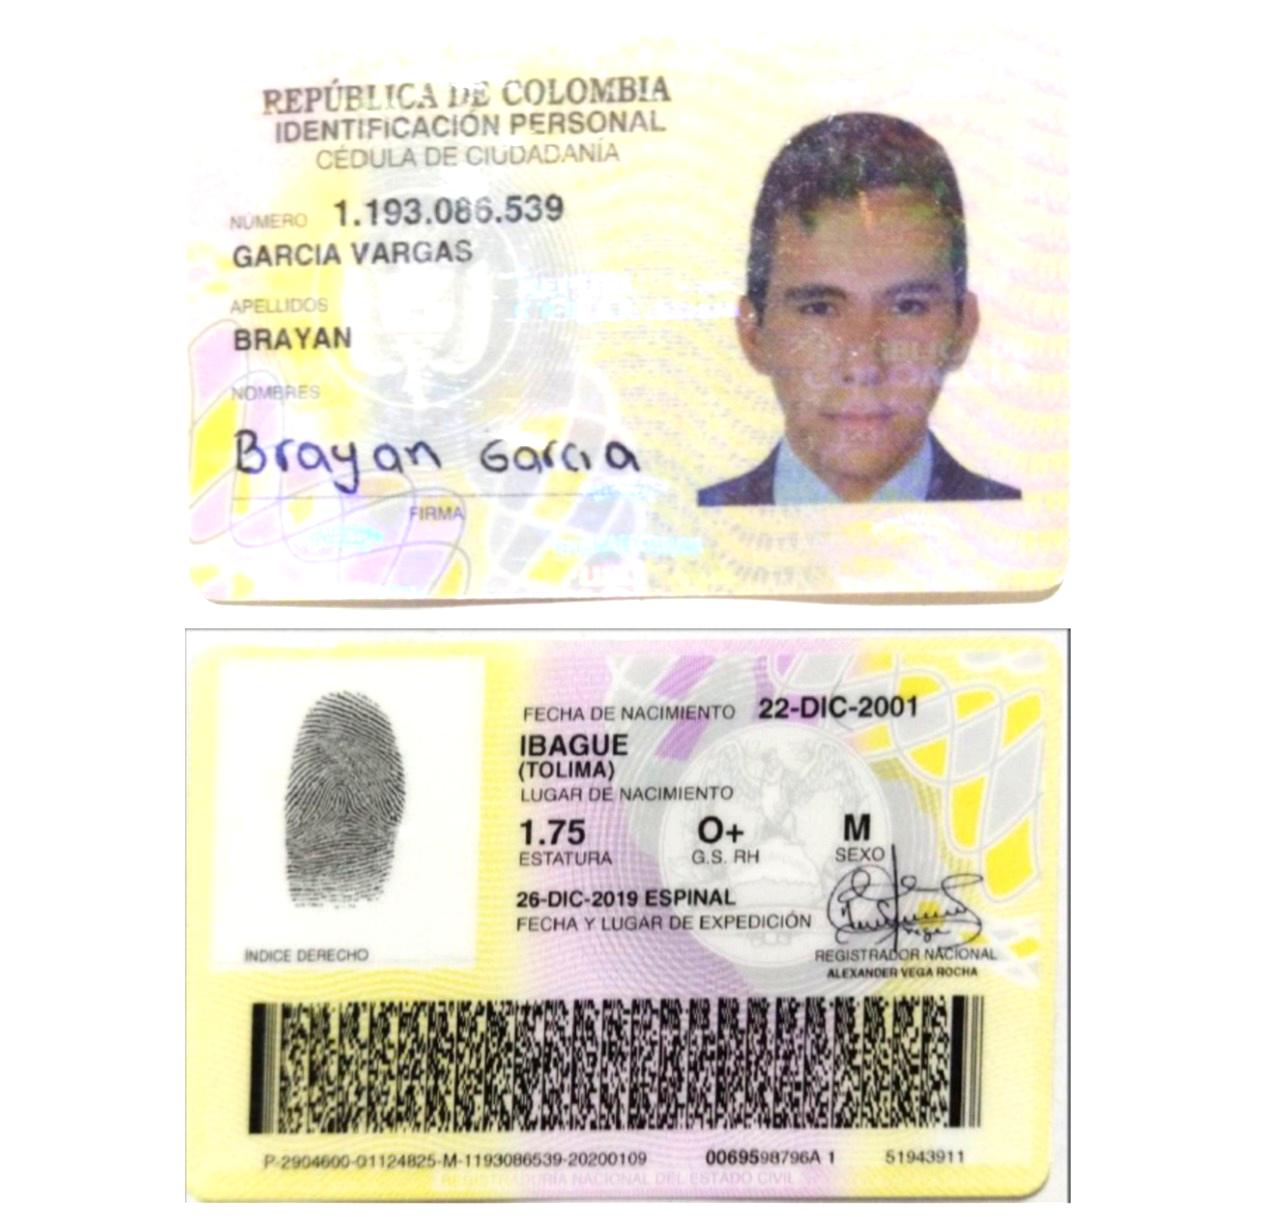 REPÚBLICA DE COLOMBIA
IDENTIFICACIÓN PERSONAL
CÉDULA DE CIUDADANÍA
NÚMERO 1.193.086.539
GARCIA VARGAS
APELLIDOS
BRAYAN
NOMBRES
Brayan Garcia
FIRMA
FECHA DE NACIMIENTO 22-DIC-2001
IBAGUE
(TOLIMA)
LUGAR DE NACIMIENTO
1.75 O+ M
ESTATURA G.S. RH SEXO
26-DIC-2019 ESPINAL
FECHA Y LUGAR DE EXPEDICIÓN
INDICE DERECHO
REGISTRADOR NACIONAL
ALEXANDER VEGA ROCHA
P-2904600-01124825-M-1193086539-20200109 0069598796A 1 51943911
REGISTRADURIA NACIONAL DEL ESTADO CIVIL